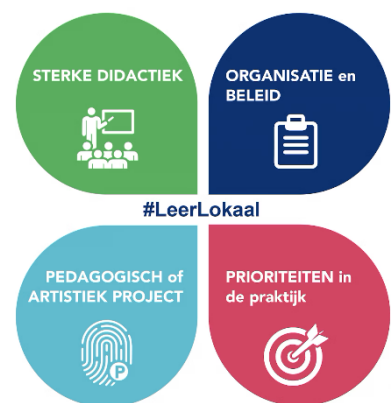 STERKE DIDACTIEK
ORGANISATIE en
BELEID
#LeerLokaal
PEDAGOGISCH of
ARTISTIEK PROJECT
PRIORITEITEN in
de praktijk
P